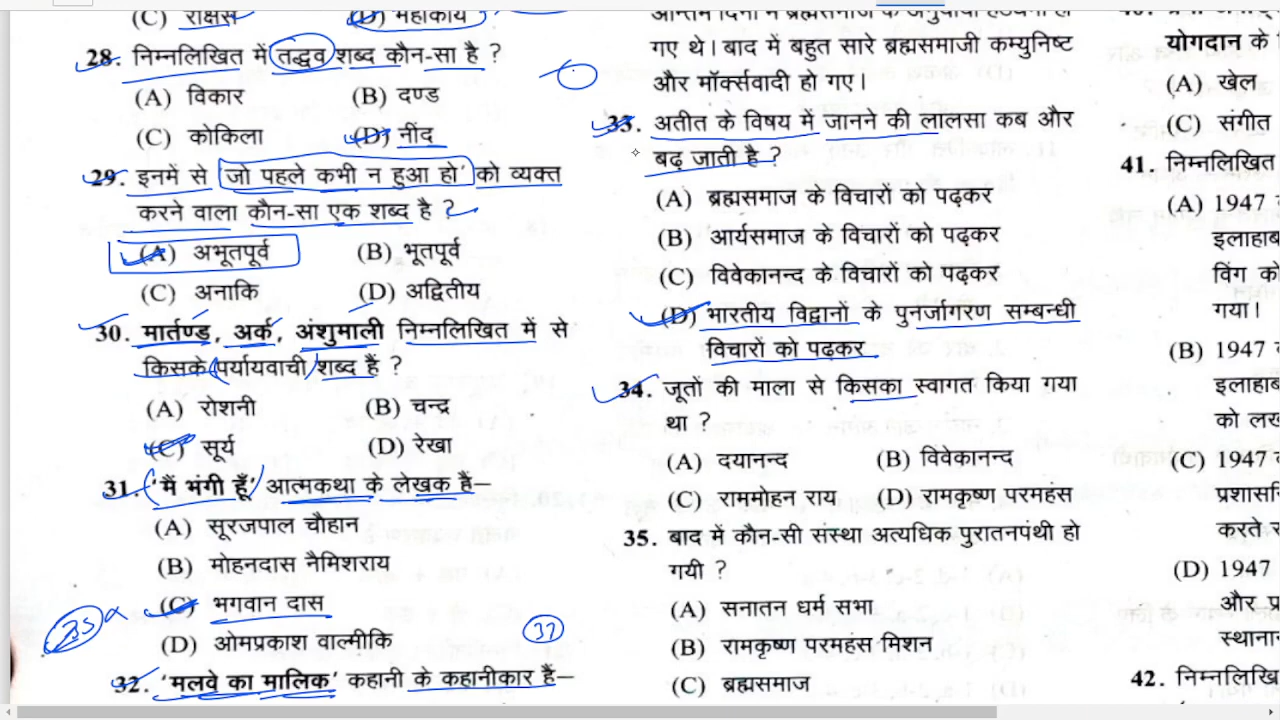 (C) राक्षस (D) महाकाय
28. निम्नलिखित में तद्भव शब्द कौन-सा है ?
(A) विकार (B) दण्ड
(C) कोकिला (D) नींद
29. इनमें से 'जो पहले कभी न हुआ हो' को व्यक्त
करने वाला कौन-सा एक शब्द है ?
(A) अभूतपूर्व (B) भूतपूर्व
(C) अनाकि (D) अद्वितीय
30. मार्तण्ड, अर्क, अंशुमाली निम्नलिखित में से
किसके पर्यायवाची शब्द हैं ?
(A) रोशनी (B) चन्द्र
(C) सूर्य (D) रेखा
31. 'मैं भंगी हूँ' आत्मकथा के लेखक हैं–
(A) सूरजपाल चौहान
(B) मोहनदास नैमिशराय
(C) भगवान दास
(D) ओमप्रकाश वाल्मीकि
32. 'मलवे का मालिक' कहानी के कहानीकार हैं–
गए थे। बाद में बहुत सारे ब्रह्मसमाजी कम्युनिष्ट
और मॉर्क्सवादी हो गए।
33. अतीत के विषय में जानने की लालसा कब और
बढ़ जाती है ?
(A) ब्रह्मसमाज के विचारों को पढ़कर
(B) आर्यसमाज के विचारों को पढ़कर
(C) विवेकानन्द के विचारों को पढ़कर
(D) भारतीय विद्वानों के पुनर्जागरण सम्बन्धी
विचारों को पढ़कर
34. जूतों की माला से किसका स्वागत किया गया
था ?
(A) दयानन्द (B) विवेकानन्द
(C) राममोहन राय (D) रामकृष्ण परमहंस
35. बाद में कौन-सी संस्था अत्यधिक पुरातनपंथी हो
गयी ?
(A) सनातन धर्म सभा
(B) रामकृष्ण परमहंस मिशन
(C) ब्रह्मसमाज
योगदान के
(A) खेल
(C) संगीत
41. निम्नलिखित
(A) 1947
इलाहाब
विंग को
गया।
(B) 1947
इलाहाब
को लख
(C) 1947
प्रशासनि
करते
(D) 1947
और
स्थानान
42. निम्नलिखि